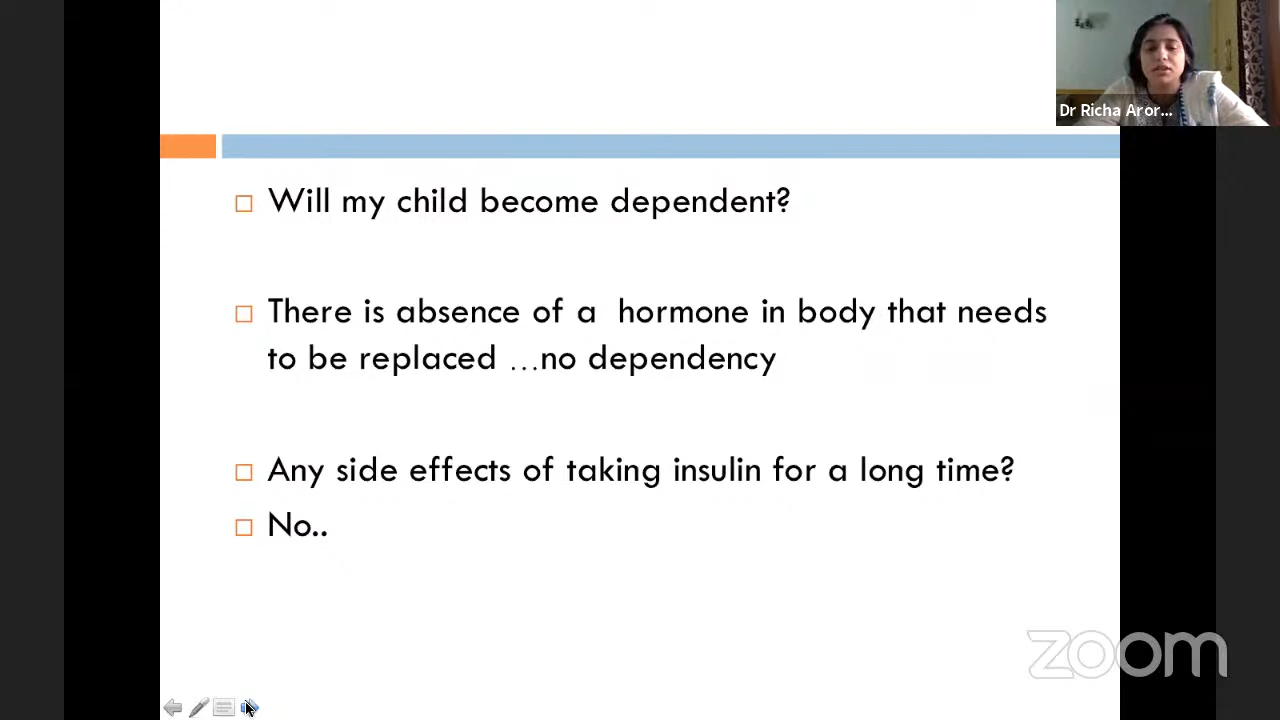 Dr Richa Aror...
Will my child become dependent?
There is absence of a hormone in body that needs
to be replaced ...no dependency
Any side effects of taking insulin for a long time?
No..
zoom